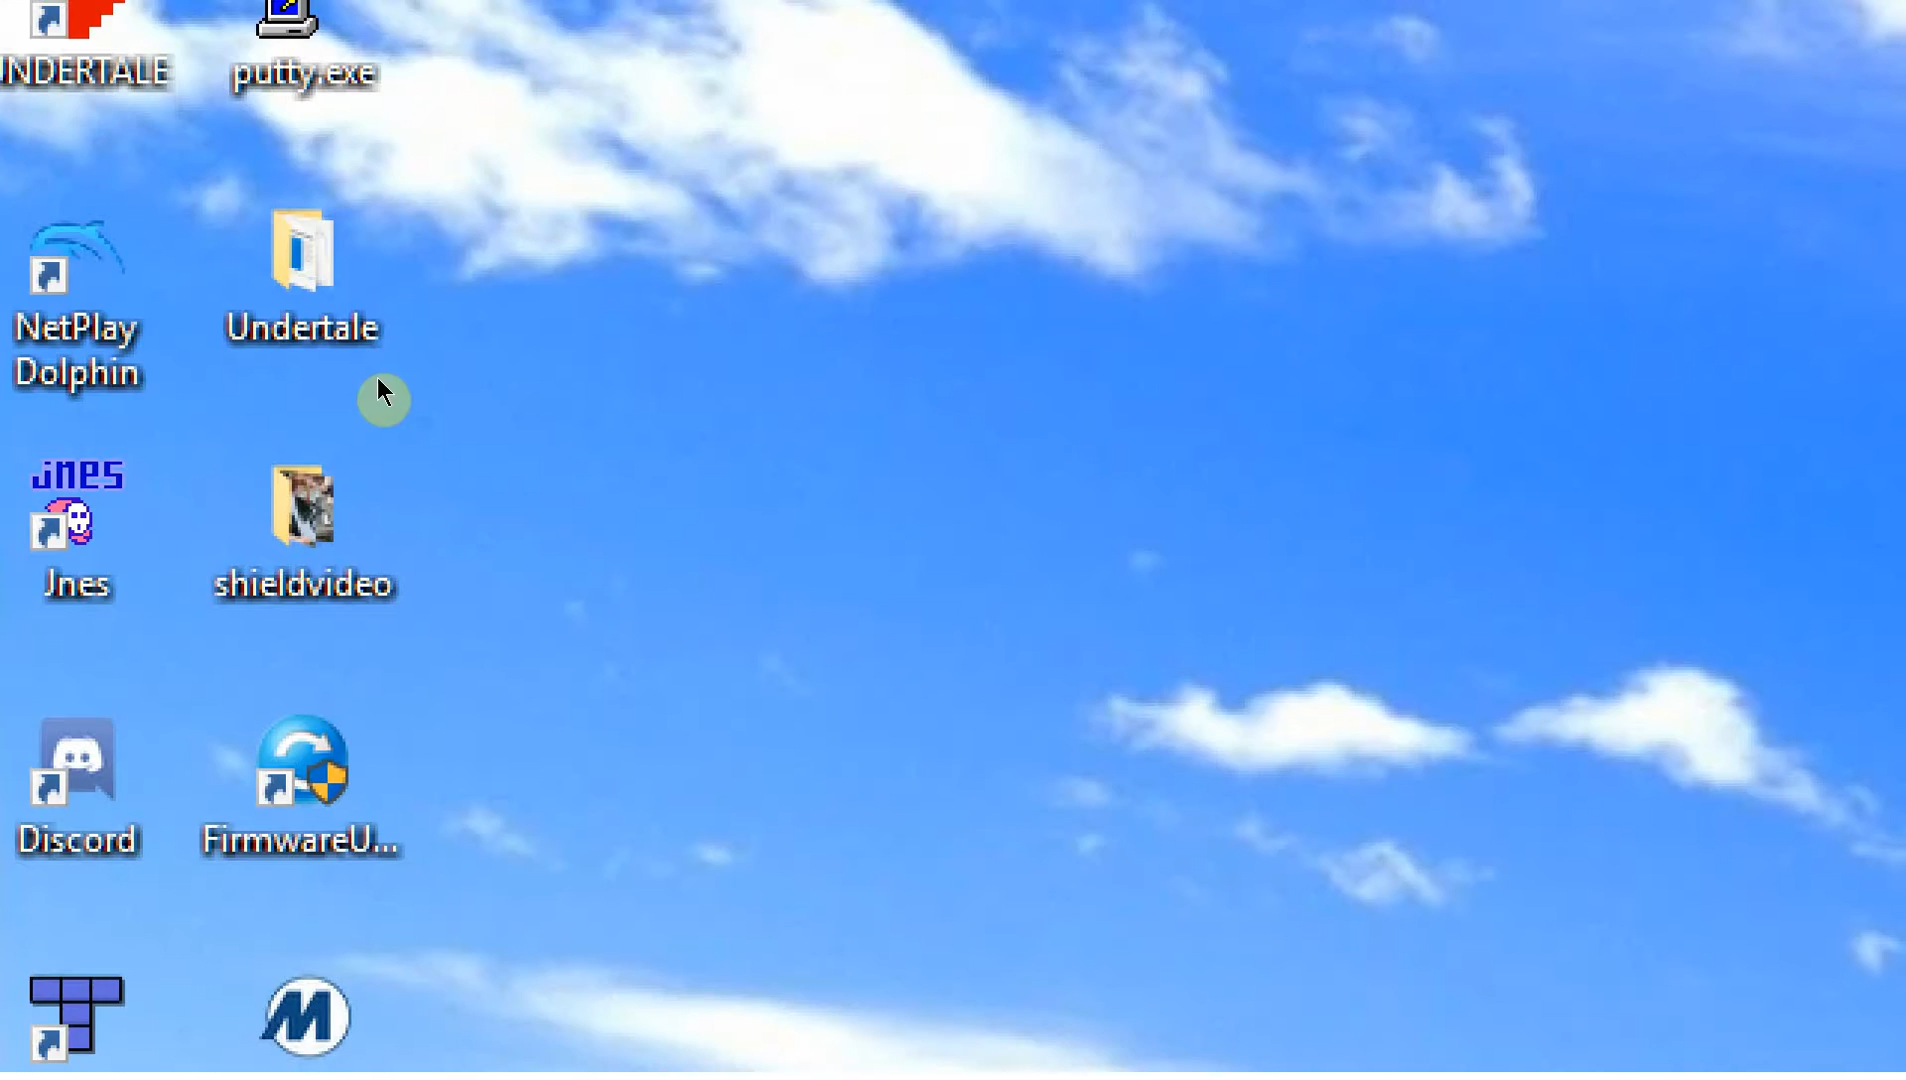 NDERTALE
putty.exe
NetPlay
Dolphin
Undertale
jnes
Jnes
shieldvideo
Discord
FirmwareU...
M